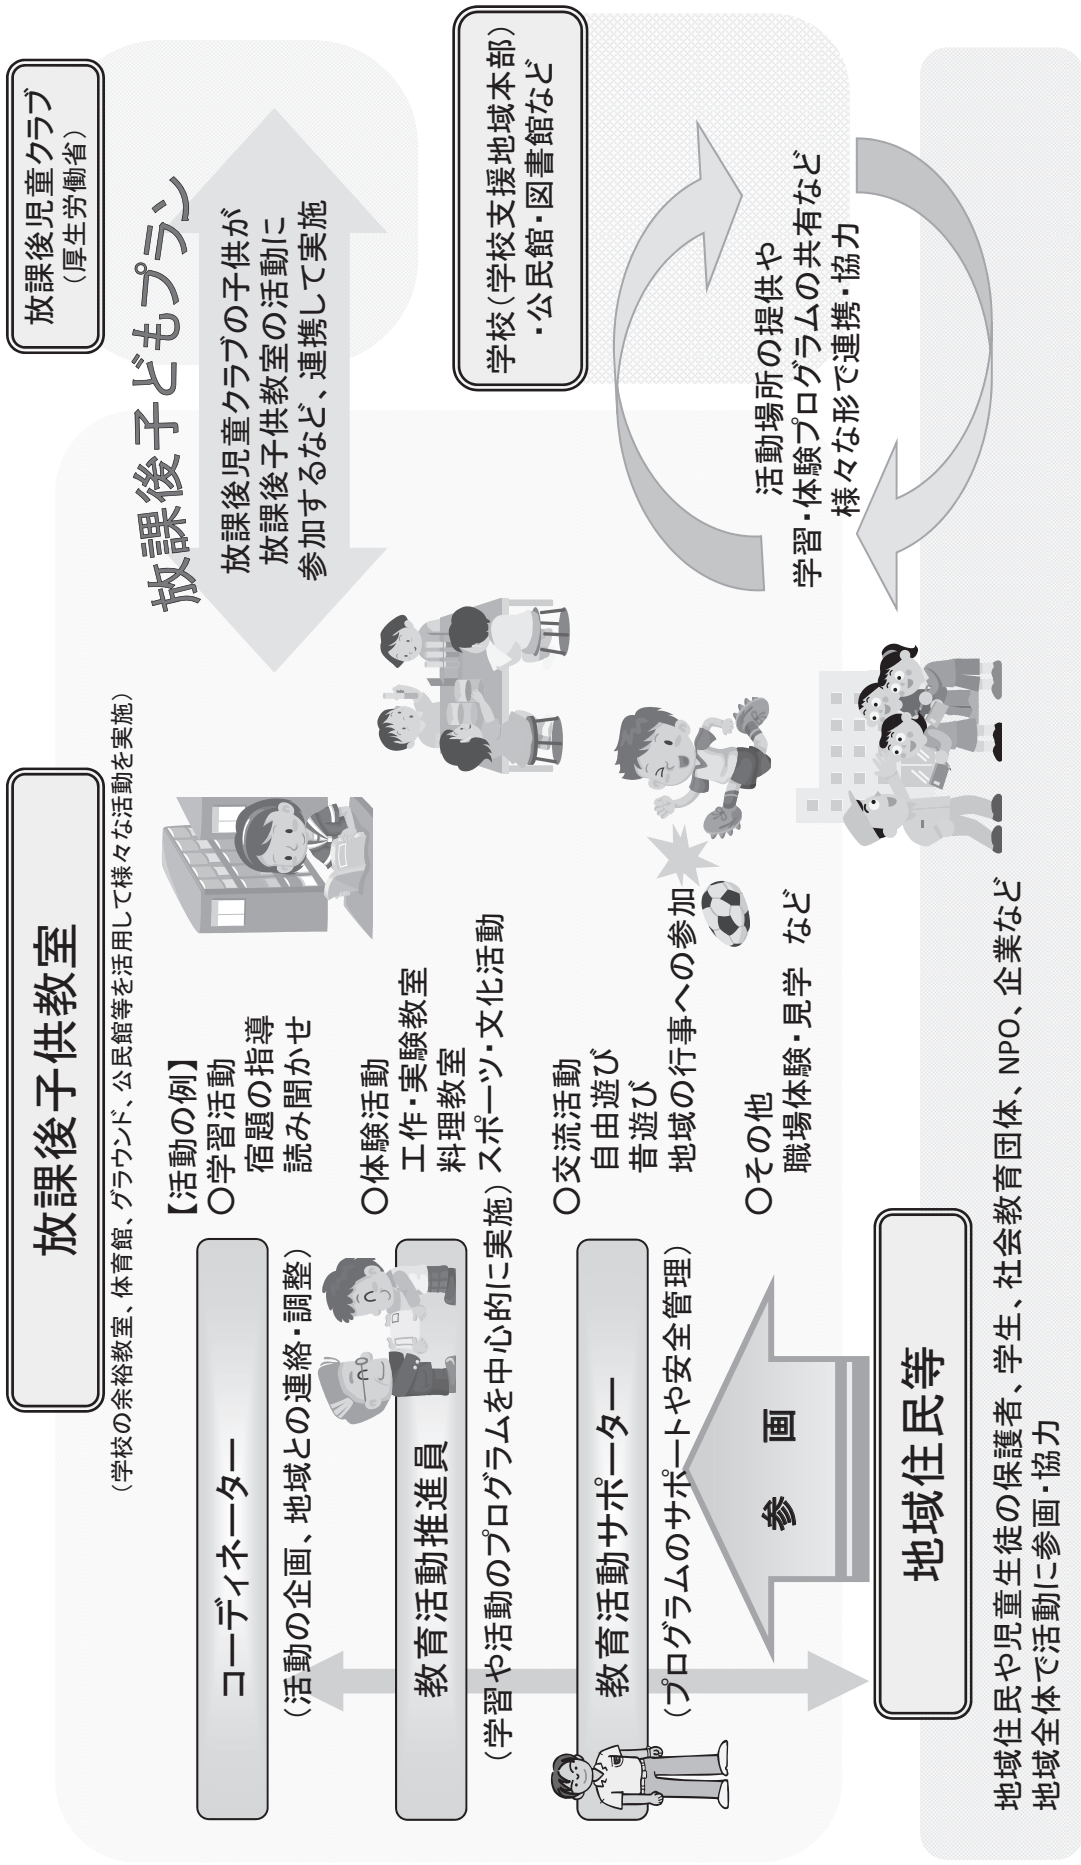 放課後子供教室
（学校の余裕教室、体育館、グラウンド、公民館等を活用して様々な活動を実施）
コーディネーター
（活動の企画、地域との連絡・調整）
教育活動推進員
（学習や活動のプログラムを中心的に実施）
教育活動サポーター
（プログラムのサポートや安全管理）
【活動の例】
○学習活動
宿題の指導
読み聞かせ
○体験活動
工作・実験教室
料理教室
スポーツ・文化活動
○交流活動
自由遊び
昔遊び
地域の行事への参加
○その他
職場体験・見学　など
放課後児童クラブ
（厚生労働省）
放課後子どもプラン
放課後児童クラブの子供が
放課後子供教室の活動に
参加するなど、連携して実施
学校（学校支援地域本部）
・公民館・図書館など
活動場所の提供や
学習・体験プログラムの共有など
様々な形で連携・協力
参　画
地域住民等
地域住民や児童生徒の保護者、学生、社会教育団体、NPO、企業など
地域全体で活動に参画・協力